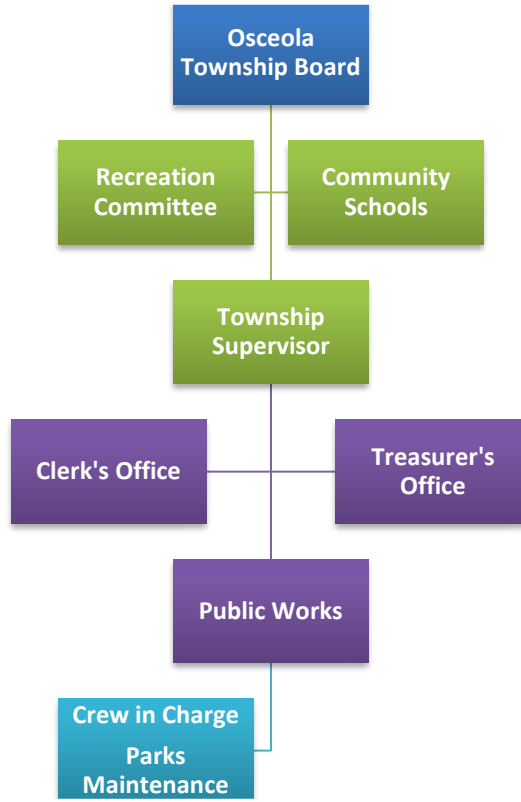 Osceola
Township Board
Recreation
Committee
Community
Schools
Township
Supervisor
Clerk's Office
Treasurer's
Office
Public Works
Crew in Charge
Parks
Maintenance